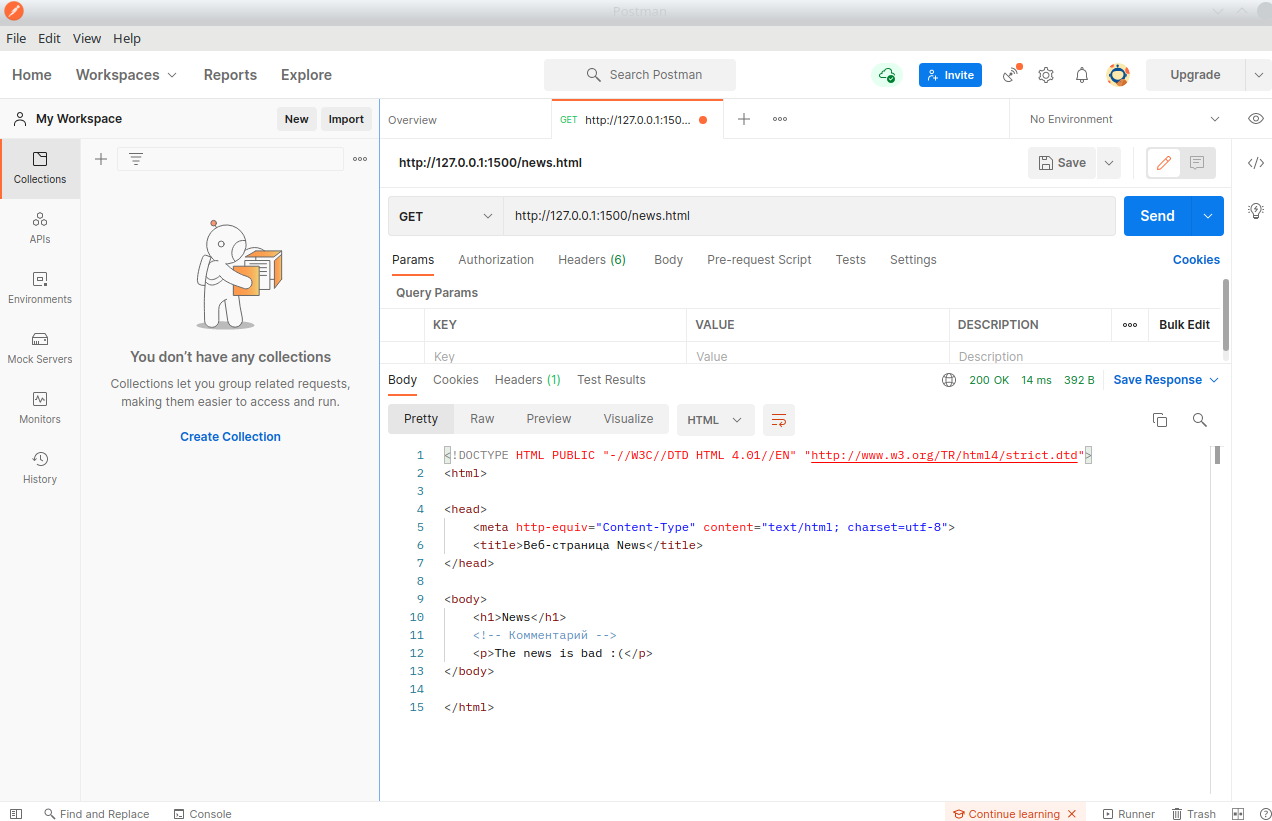 Postman
File Edit View Help
Home Workspaces Reports Explore Search Postman Invite Upgrade
My Workspace New Import Overview GET http://127.0.0.1:150... No Environment
Collections
APIs
Environments
Mock Servers
Monitors
History
You don't have any collections
Collections let you group related requests,
making them easier to access and run.
Create Collection
http://127.0.0.1:1500/news.html Save
GET http://127.0.0.1:1500/news.html Send
Params Authorization Headers (6) Body Pre-request Script Tests Settings Cookies
Query Params
KEY VALUE DESCRIPTION Bulk Edit
Key Value Description
Body Cookies Headers (1) Test Results 200 OK 14 ms 392 B Save Response
Pretty Raw Preview Visualize HTML
1 <!DOCTYPE HTML PUBLIC "-//W3C//DTD HTML 4.01//EN" "http://www.w3.org/TR/html4/strict.dtd">
2 <html>
3
4 <head>
5 <meta http-equiv="Content-Type" content="text/html; charset=utf-8">
6 <title>Веб-страница News</title>
7 </head>
8
9 <body>
10 <h1>News</h1>
11 <!-- Комментарий -->
12 <p>The news is bad :(</p>
13 </body>
14
15 </html>
Find and Replace Console Continue learning Runner Trash